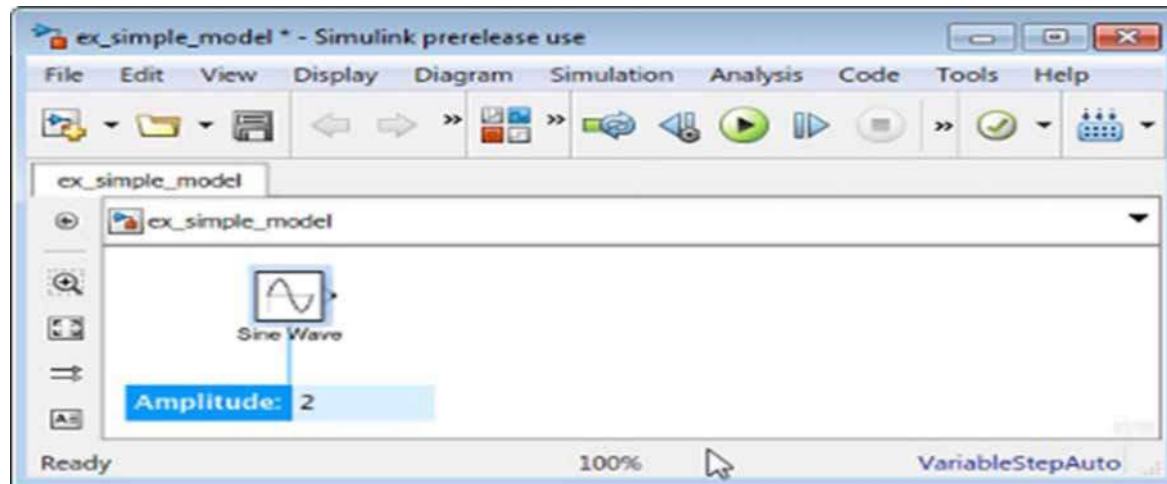 ex_simple_model * - Simulink prerelease use
File Edit View Display Diagram Simulation Analysis Code Tools Help
ex_simple_model
ex_simple_model
Sine Wave
Amplitude: 2
Ready 100% VariableStepAuto